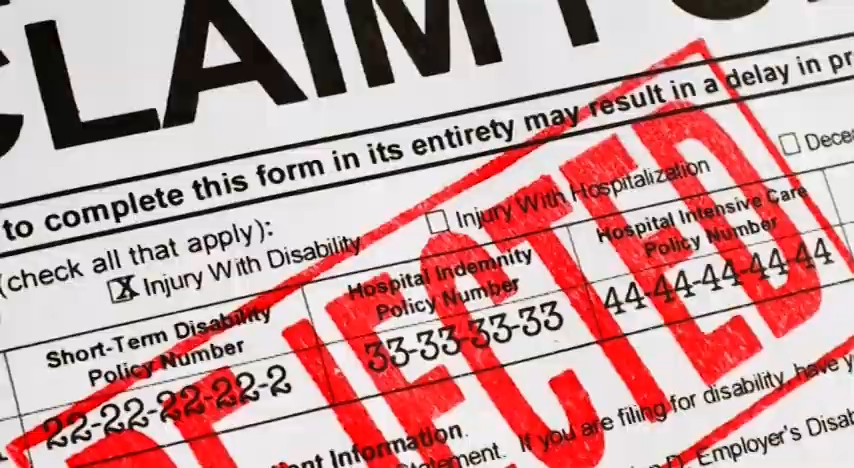 CLAIM FO
to complete this form in its entirety may result in a delay in pr
(check all that apply):
Injury With Hospitalization
Dece
X Injury With Disability
Short-Term Disability
Policy Number
Hospital Indemnity
Policy Number
Hospital Intensive Care
Policy Number
22-22-22-22-2
33-33-33-33
44-44-44-44-44
REJECTED
nt Information.
Statement. If you are filing for disability, have y
D, Employer's Disab